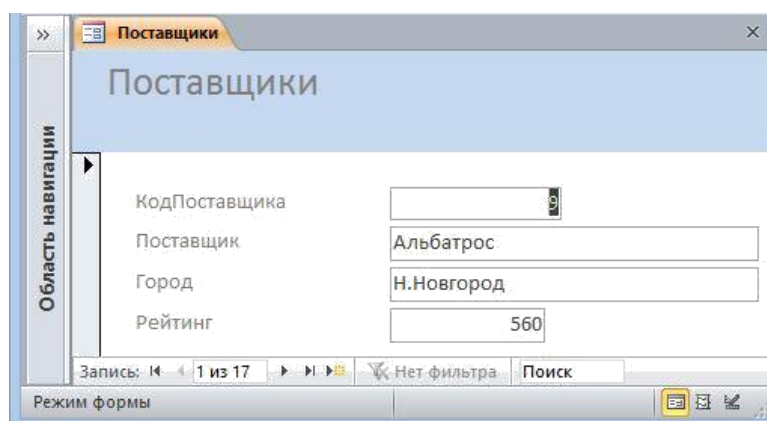 Поставщики
Поставщики
Область навигации
КодПоставщика 9
Поставщик Альбатрос
Город Н.Новгород
Рейтинг 560
Запись: 1 из 17 Нет фильтра Поиск
Режим формы